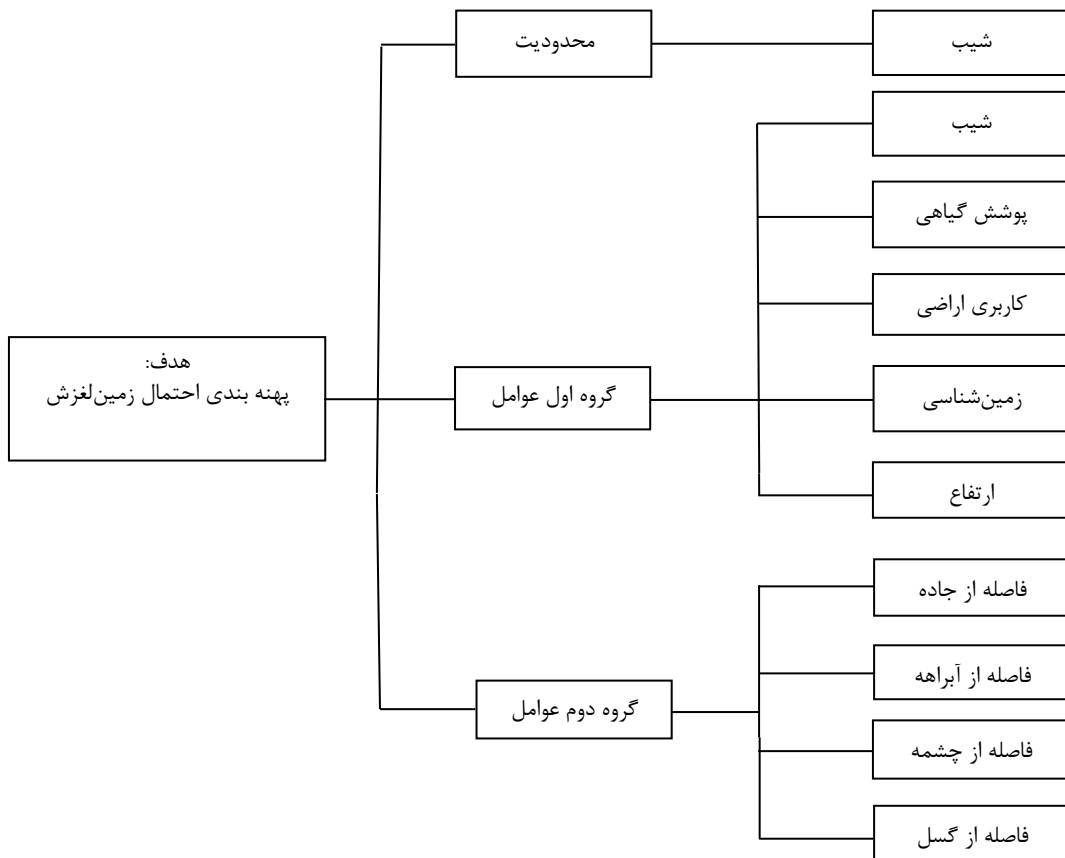 محدودیت
شیب
شیب
پوشش گیاهی
کاربری اراضی
هدف:
پهنه بندی احتمال زمین‌لغزش
گروه اول عوامل
زمین‌شناسی
ارتفاع
فاصله از جاده
فاصله از آبراهه
گروه دوم عوامل
فاصله از چشمه
فاصله از گسل